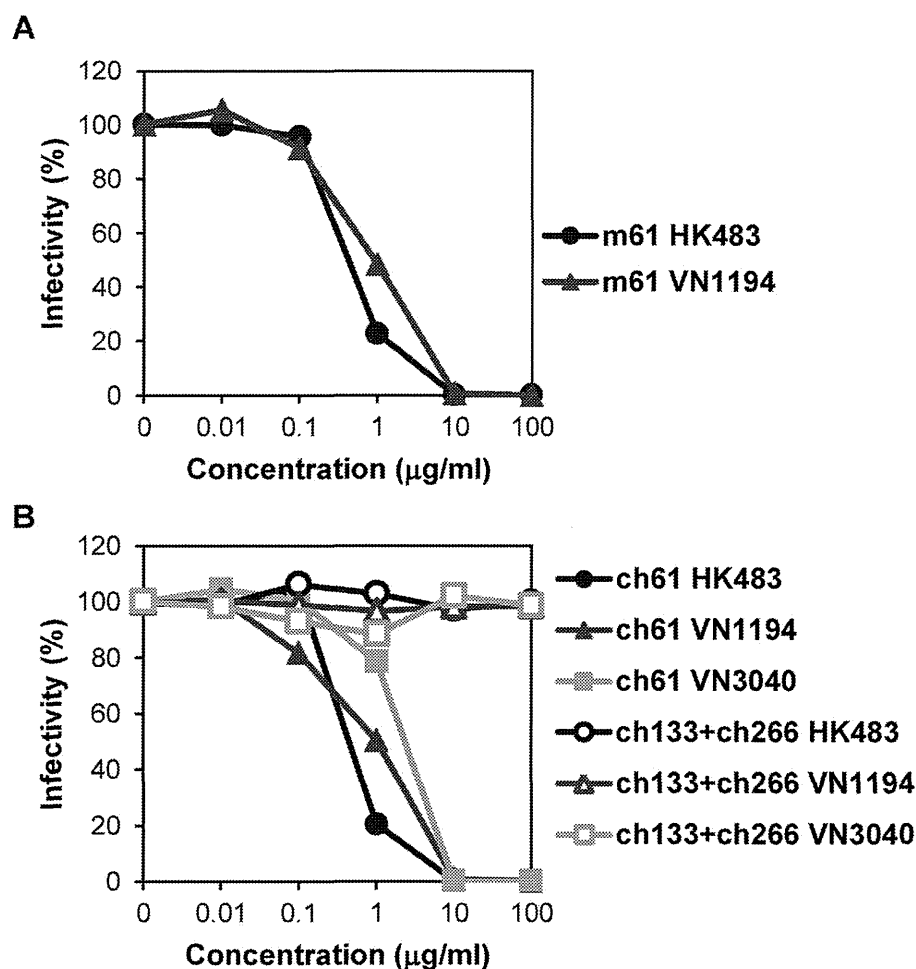 A
120
100
80
60
40
20
0
Infectivity (%)
0 0.01 0.1 1 10 100
Concentration (μg/ml)
m61 HK483
m61 VN1194
B
120
100
80
60
40
20
0
Infectivity (%)
0 0.01 0.1 1 10 100
Concentration (μg/ml)
ch61 HK483
ch61 VN1194
ch61 VN3040
ch133+ch266 HK483
ch133+ch266 VN1194
ch133+ch266 VN3040